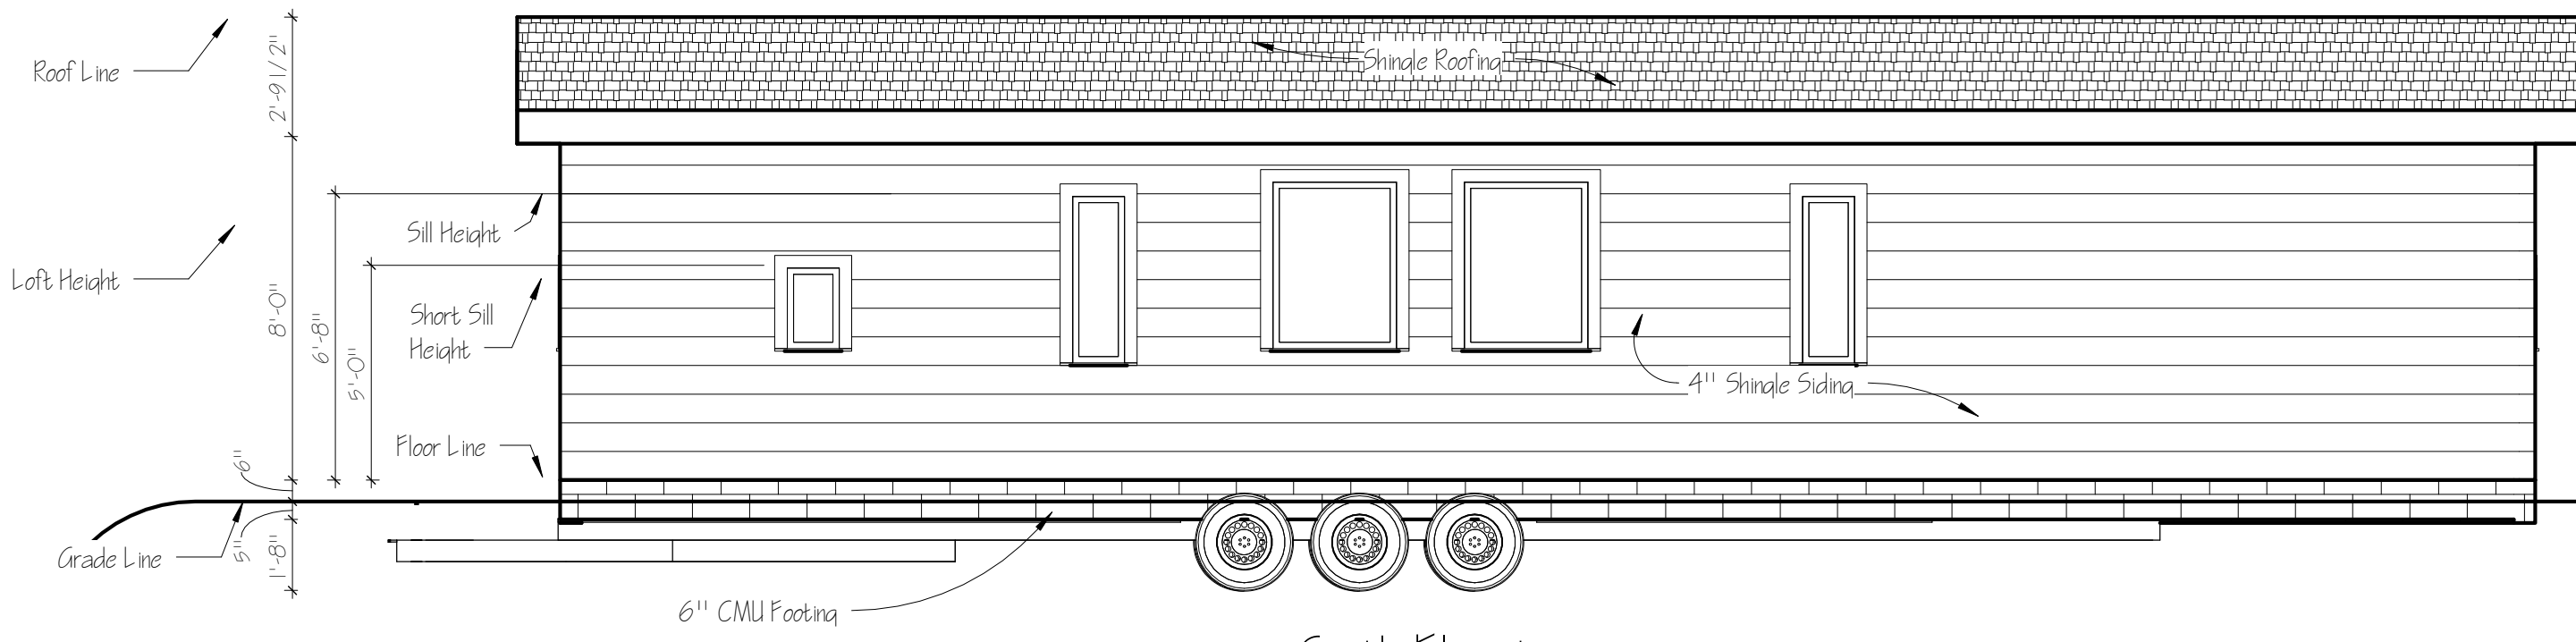 Roof Line
2'-9 1/2"
Shingle Roofing
Sill Height
Loft Height
8'-0"
6'-8"
5'-0"
Short Sill
Height
4" Shingle Siding
Floor Line
6"
Grade Line
5"
1'-8"
6" CMU Footing